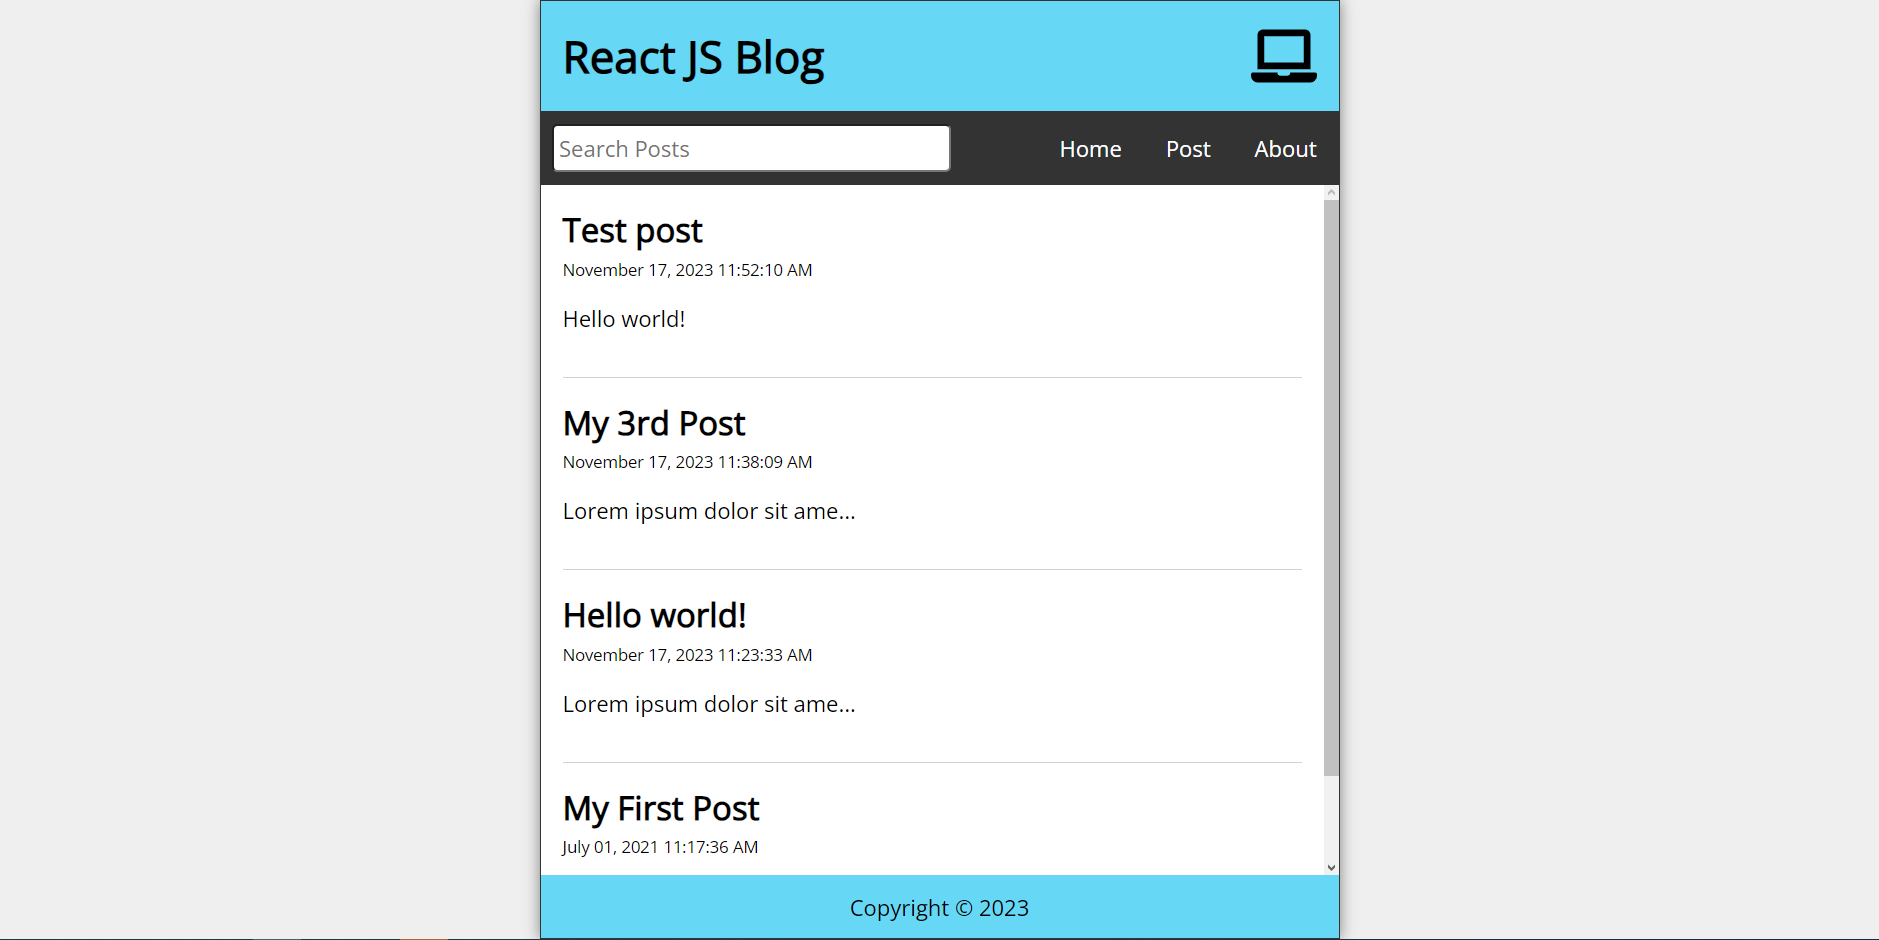 React JS Blog
Search Posts
Home Post About
Test post
November 17, 2023 11:52:10 AM
Hello world!
My 3rd Post
November 17, 2023 11:38:09 AM
Lorem ipsum dolor sit ame...
Hello world!
November 17, 2023 11:23:33 AM
Lorem ipsum dolor sit ame...
My First Post
July 01, 2021 11:17:36 AM
Copyright © 2023